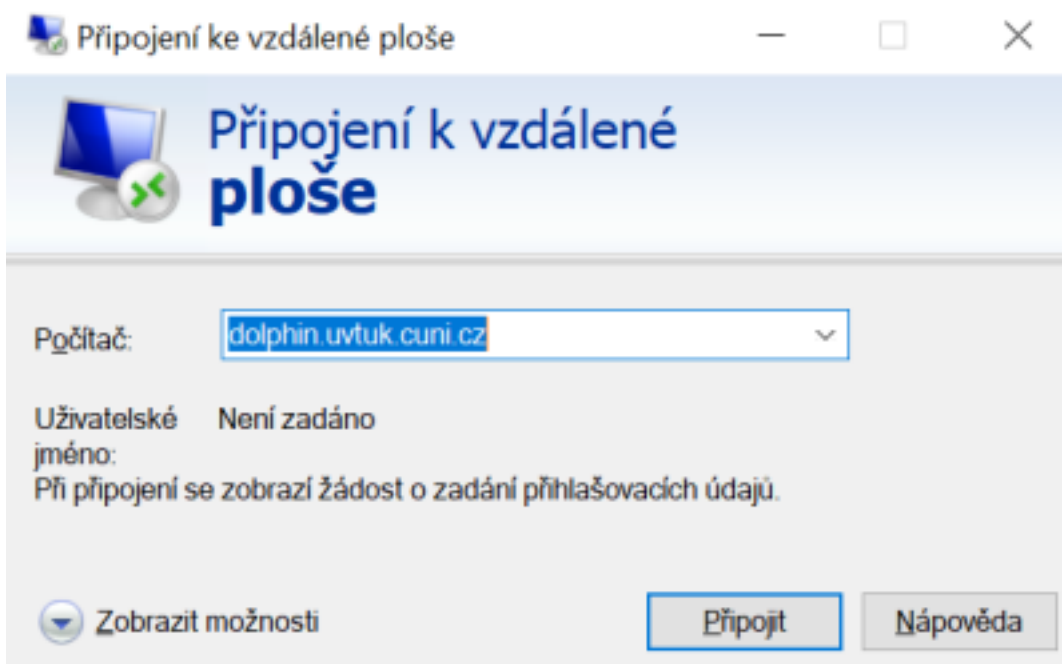 Připojení ke vzdálené ploše
Připojení k vzdálené
ploše
Počítač: dolphin.uvtuk.cuni.cz
Uživatelské Není zadáno
jméno:
Při připojení se zobrazí žádost o zadání přihlašovacích údajů.
Zobrazit možnosti Připojit Nápověda